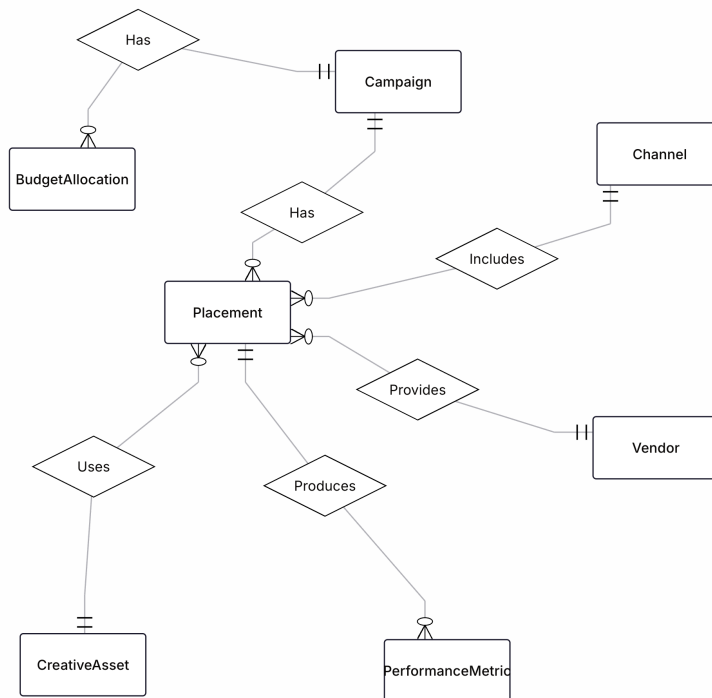 Has
Campaign
Channel
BudgetAllocation
Has
Includes
Placement
Provides
Vendor
Uses
Produces
CreativeAsset
PerformanceMetric